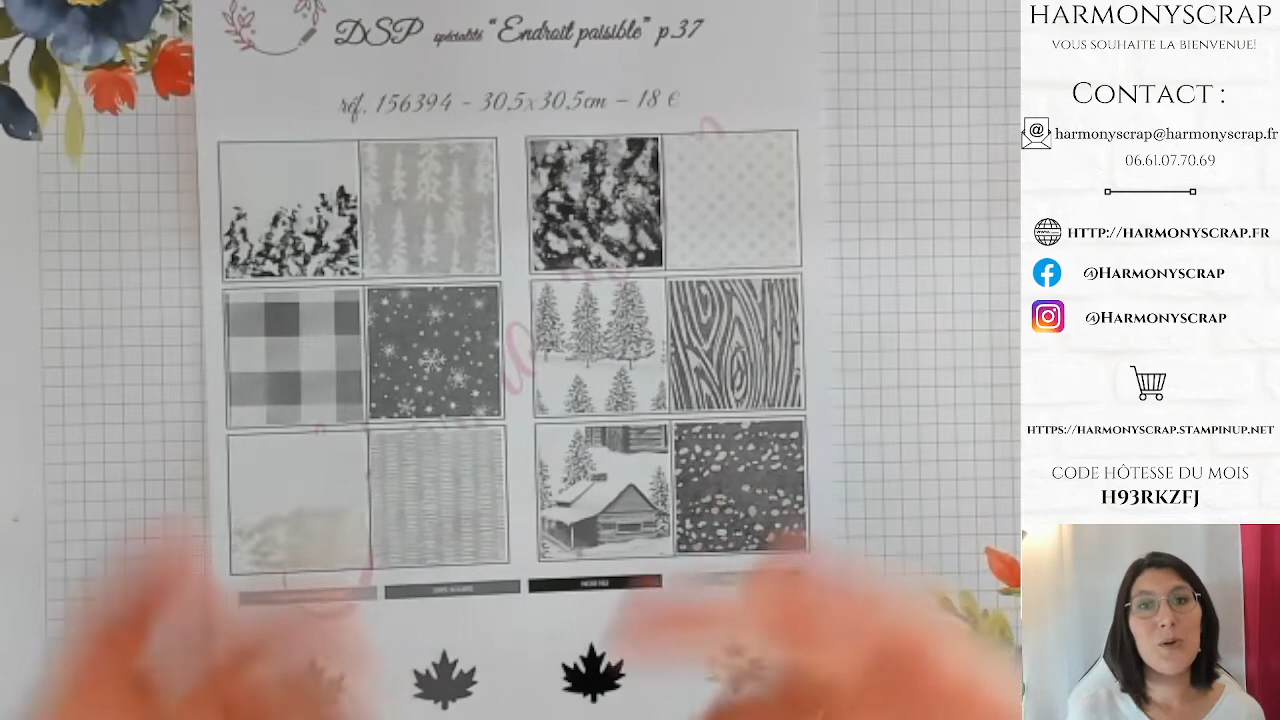 DSP spécialité "Endroit paisible" p.37
réf. 156394 - 30.5x30.5cm - 18 €
HARMONYSCRAP
VOUS SOUHAITE LA BIENVENUE!
CONTACT :
harmonyscrap@harmonyscrap.fr
06.61.07.70.69
HTTP://HARMONYSCRAP.FR
@HARMONYSCRAP
@HARMONYSCRAP
HTTPS://HARMONYSCRAP.STAMPINUP.NET
CODE HÔTESSE DU MOIS
H93RKZFJ